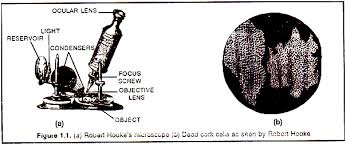 OCULAR LENS
LIGHT
RESERVOIR
CONDENSERS
FOCUS
SCREW
OBJECTIVE
LENS
OBJECT
(a)
(b)
Figure 1.1. (a) Robert Hooke's microscope (b) Dead cork cells as seen by Robert Hooke